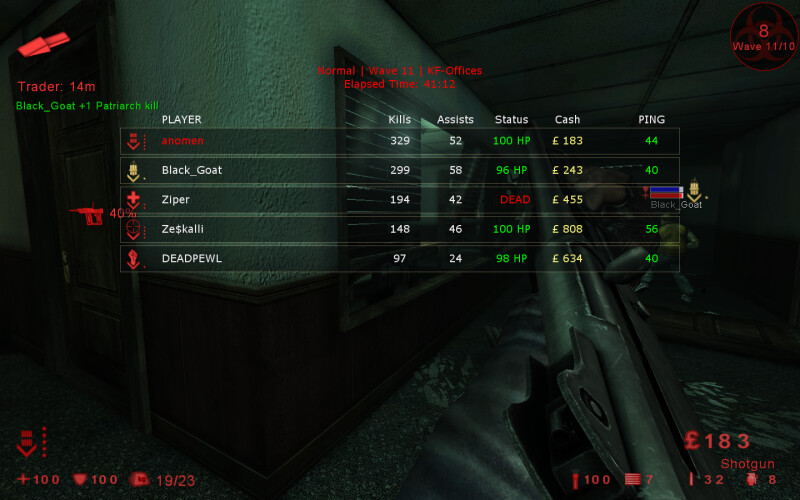 8
Wave 11/10
Normal | Wave 11 | KF-Offices
Elapsed Time: 41:12
Trader: 14m
Black_Goat +1 Patriarch kill
PLAYER Kills Assists Status Cash PING
anomen 329 52 100 HP £ 183 44
Black_Goat 299 58 96 HP £ 243 40
Ziper 194 42 DEAD £ 455
Black_Goat
40%
Ze$kalli 148 46 100 HP £ 808 56
DEADPEWL 97 24 98 HP £ 634 40
£183
Shotgun
100 100 19/23 100 7 32 8